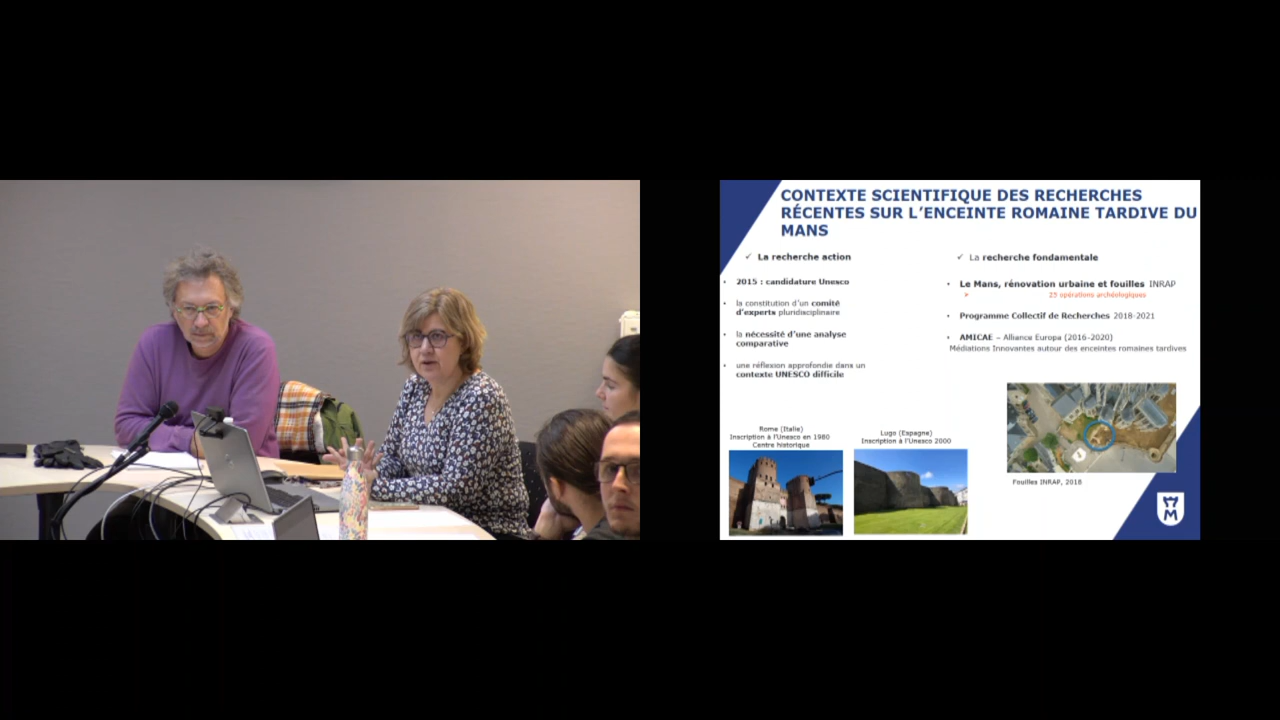 CONTEXTE SCIENTIFIQUE DES RECHERCHES
RÉCENTES SUR L'ENCEINTE ROMAINE TARDIVE DU
MANS
✓ La recherche action
• 2015 : candidature Unesco
• la constitution d'un comité
d'experts pluridisciplinaire
• la nécessité d'une analyse
comparative
• une réflexion approfondie dans un
contexte UNESCO difficile
✓ La recherche fondamentale
• Le Mans, rénovation urbaine et fouilles INRAP
➤ 25 opérations archéologiques
• Programme Collectif de Recherches 2018-2021
• AMICAE – Alliance Europa (2016-2020)
Médiations Innovantes autour des enceintes romaines tardives
Rome (Italie)
Inscription à l'Unesco en 1980
Centre historique
Lugo (Espagne)
Inscription à l'Unesco 2000
Fouilles INRAP, 2018
M